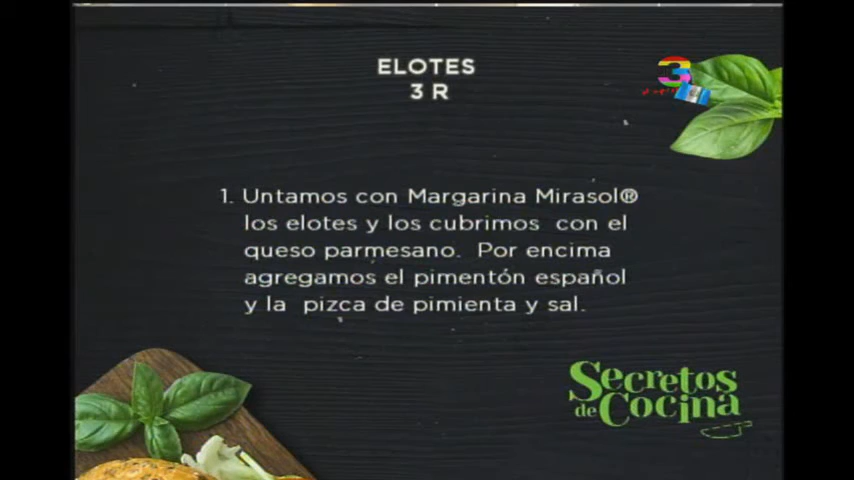 ELOTES
3 R
3
1. Untamos con Margarina Mirasol®
los elotes y los cubrimos con el
queso parmesano. Por encima
agregamos el pimentón español
y la pizca de pimienta y sal.
Secretos
de Cocina